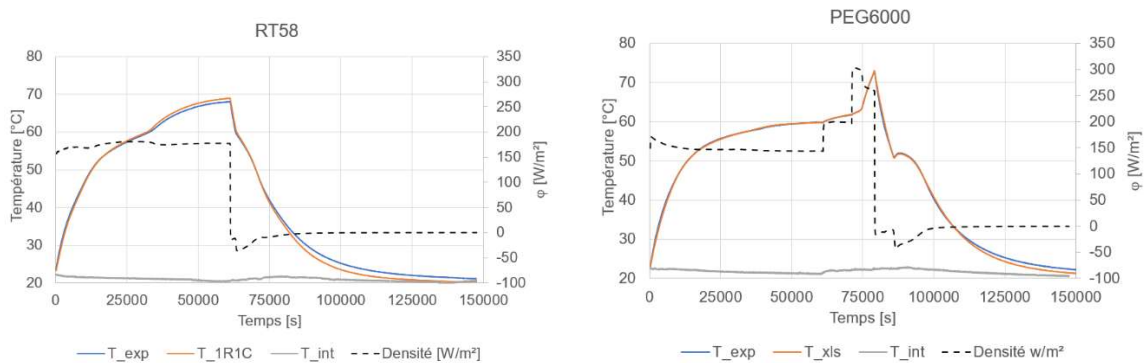 RT58
Température [°C]
80
70
60
50
40
30
20
350
300
250
200
150
100
50
0
-50
-100
φ [W/m²]
0 25000 50000 75000 100000 125000 150000
Temps [s]
T_exp T_1R1C T_int Densité [W/m²]
PEG6000
Température [°C]
80
70
60
50
40
30
20
350
300
250
200
150
100
50
0
-50
-100
φ [W/m²]
0 25000 50000 75000 100000 125000 150000
Temps [s]
T_exp T_xls T_int Densité w/m²